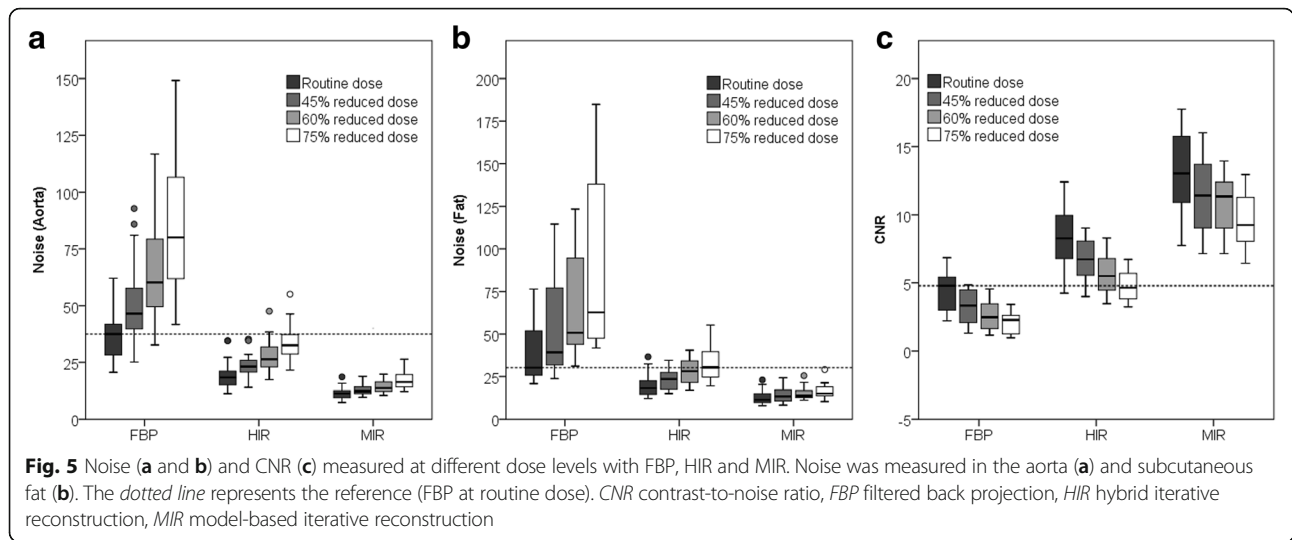 a
150
125
100
75
50
25
0
Noise (Aorta)
Routine dose
45% reduced dose
60% reduced dose
75% reduced dose
FBP
HIR
MIR
b
200
175
150
125
100
75
50
25
0
Noise (Fat)
Routine dose
45% reduced dose
60% reduced dose
75% reduced dose
FBP
HIR
MIR
c
20
15
10
5
0
-5
CNR
Routine dose
45% reduced dose
60% reduced dose
75% reduced dose
FBP
HIR
MIR
Fig. 5 Noise (a and b) and CNR (c) measured at different dose levels with FBP, HIR and MIR. Noise was measured in the aorta (a) and subcutaneous
fat (b). The dotted line represents the reference (FBP at routine dose). CNR contrast-to-noise ratio, FBP filtered back projection, HIR hybrid iterative
reconstruction, MIR model-based iterative reconstruction